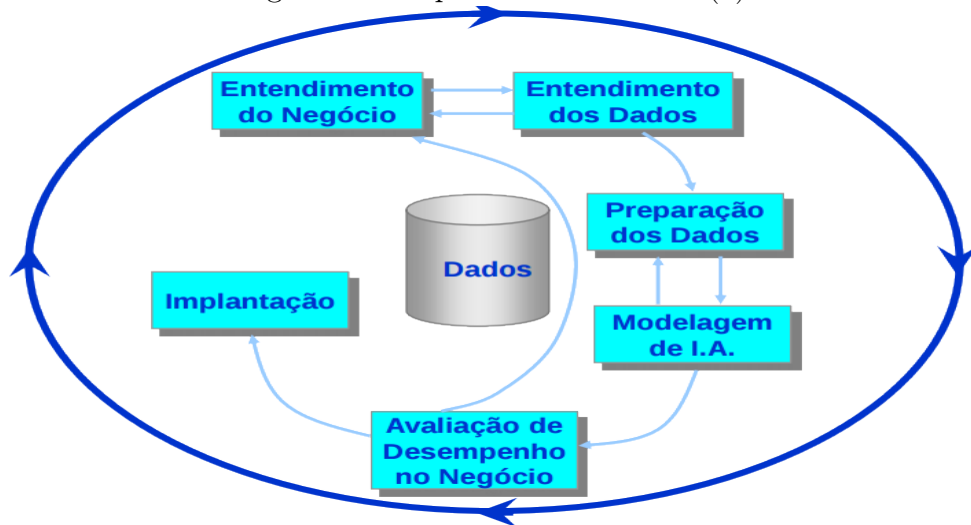 Entendimento
do Negócio
Entendimento
dos Dados
Preparação
dos Dados
Dados
Implantação
Modelagem
de I.A.
Avaliação de
Desempenho
no Negócio